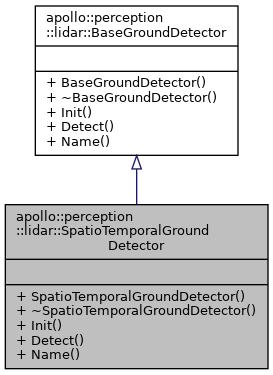 apollo::perception
::lidar::BaseGroundDetector
+ BaseGroundDetector()
+ ~BaseGroundDetector()
+ Init()
+ Detect()
+ Name()
apollo::perception
::lidar::SpatioTemporalGround
Detector
+ SpatioTemporalGroundDetector()
+ ~SpatioTemporalGroundDetector()
+ Init()
+ Detect()
+ Name()